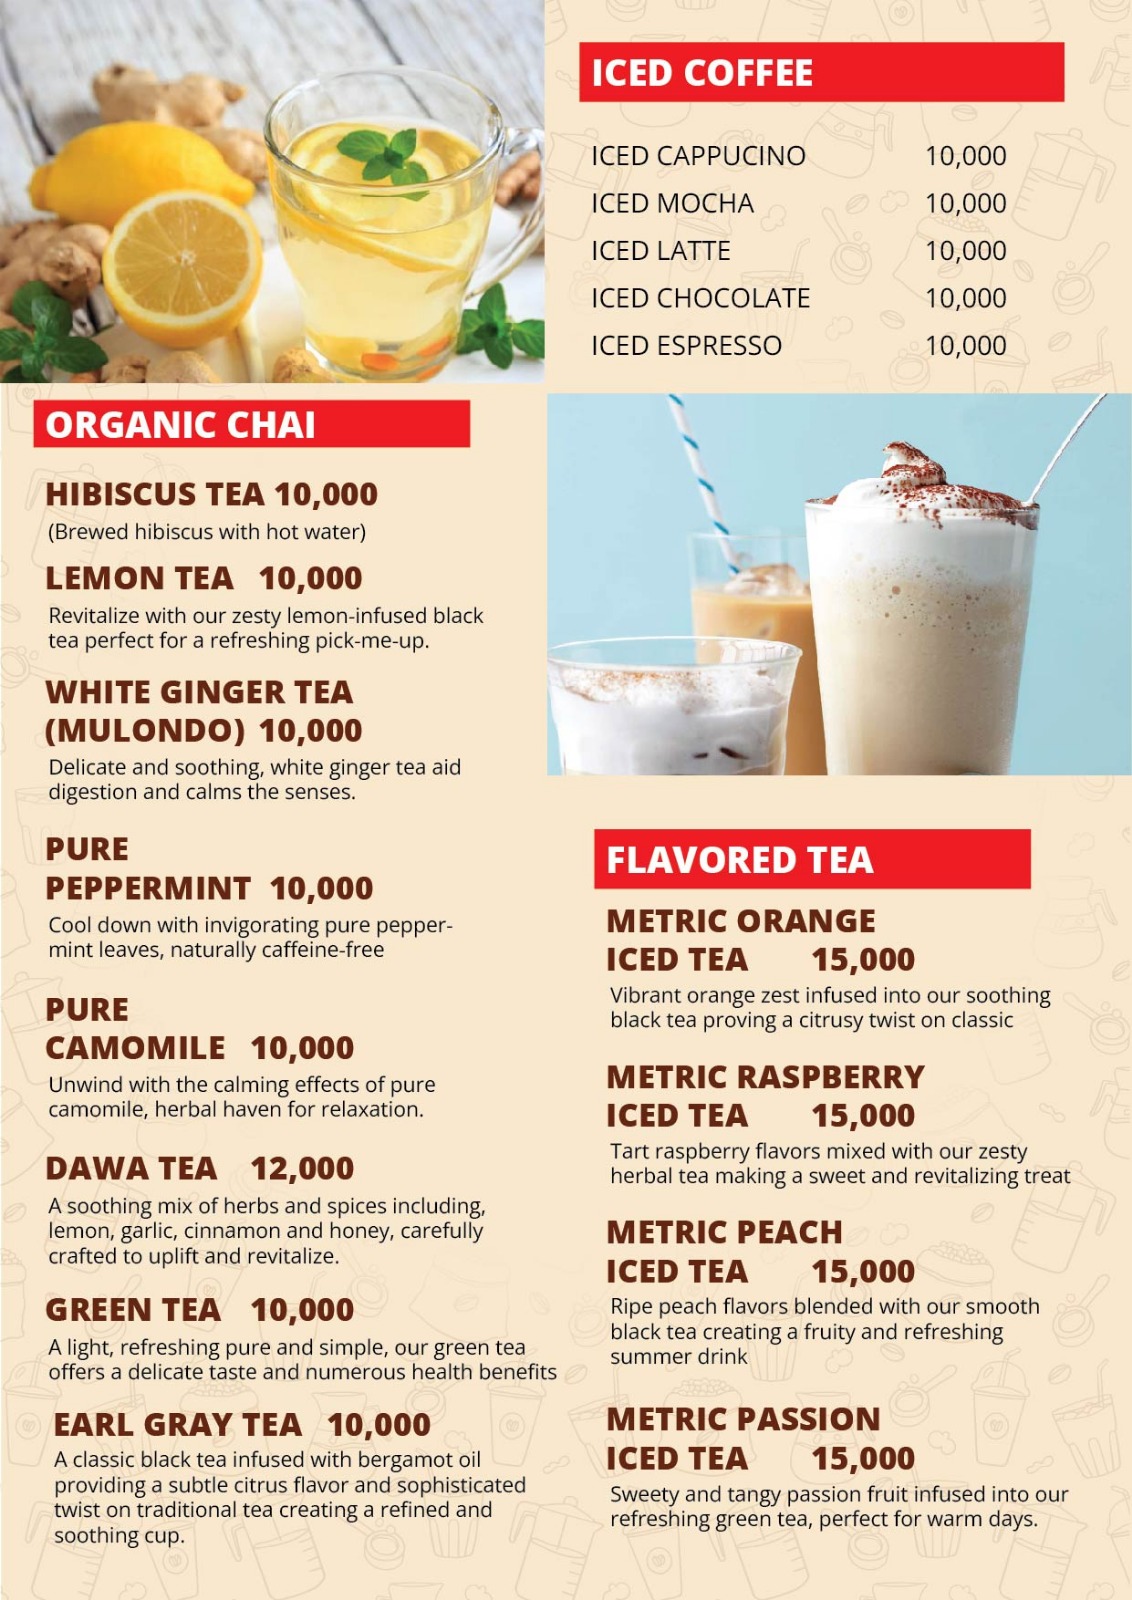 ICED COFFEE
ICED CAPPUCINO 10,000
ICED MOCHA 10,000
ICED LATTE 10,000
ICED CHOCOLATE 10,000
ICED ESPRESSO 10,000
ORGANIC CHAI
HIBISCUS TEA 10,000
(Brewed hibiscus with hot water)
LEMON TEA 10,000
Revitalize with our zesty lemon-infused black
tea perfect for a refreshing pick-me-up.
WHITE GINGER TEA
(MULONDO) 10,000
Delicate and soothing, white ginger tea aid
digestion and calms the senses.
PURE
PEPPERMINT 10,000
Cool down with invigorating pure pepper-
mint leaves, naturally caffeine-free
PURE
CAMOMILE 10,000
Unwind with the calming effects of pure
camomile, herbal haven for relaxation.
DAWA TEA 12,000
A soothing mix of herbs and spices including,
lemon, garlic, cinnamon and honey, carefully
crafted to uplift and revitalize.
GREEN TEA 10,000
A light, refreshing pure and simple, our green tea
offers a delicate taste and numerous health benefits
EARL GRAY TEA 10,000
A classic black tea infused with bergamot oil
providing a subtle citrus flavor and sophisticated
twist on traditional tea creating a refined and
soothing cup.
FLAVORED TEA
METRIC ORANGE
ICED TEA 15,000
Vibrant orange zest infused into our soothing
black tea proving a citrusy twist on classic
METRIC RASPBERRY
ICED TEA 15,000
Tart raspberry flavors mixed with our zesty
herbal tea making a sweet and revitalizing treat
METRIC PEACH
ICED TEA 15,000
Ripe peach flavors blended with our smooth
black tea creating a fruity and refreshing
summer drink
METRIC PASSION
ICED TEA 15,000
Sweety and tangy passion fruit infused into our
refreshing green tea, perfect for warm days.